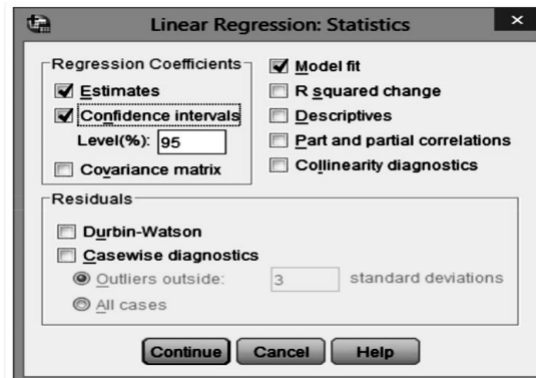 Linear Regression: Statistics
Regression Coefficients
Estimates
Confidence intervals
Level(%): 95
Covariance matrix
Model fit
R squared change
Descriptives
Part and partial correlations
Collinearity diagnostics
Residuals
Durbin-Watson
Casewise diagnostics
Outliers outside: 3 standard deviations
All cases
Continue Cancel Help